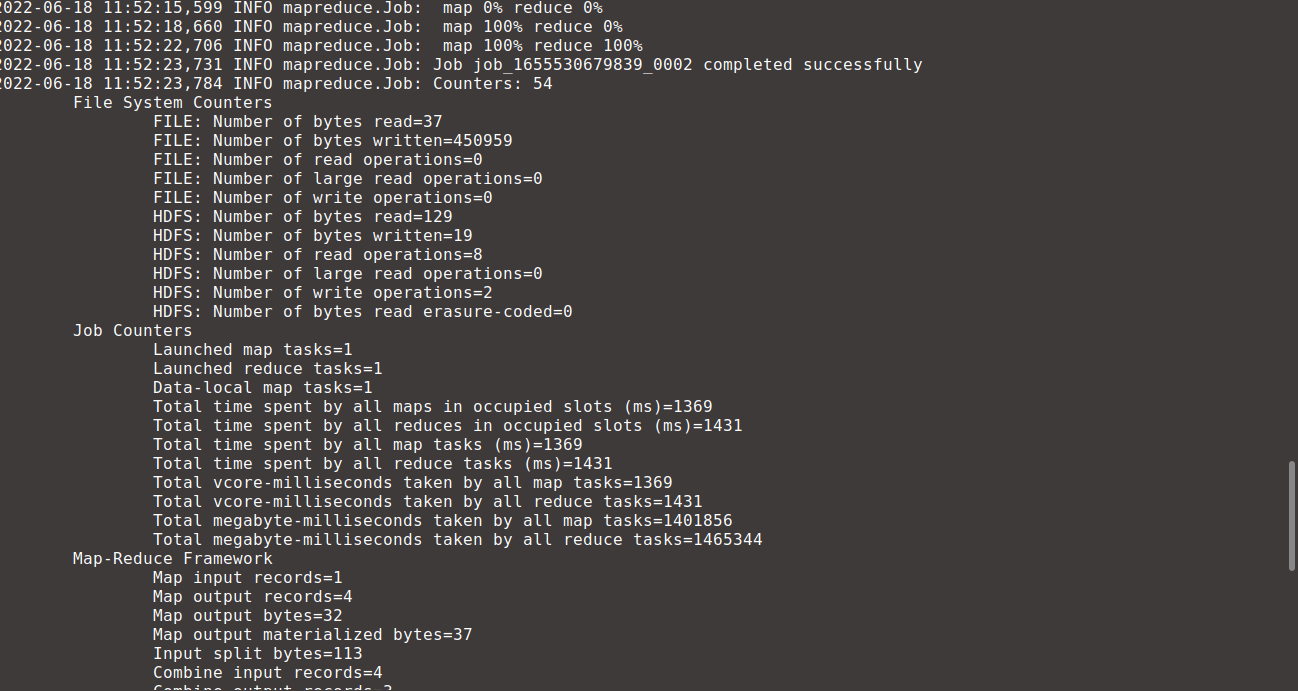 2022-06-18 11:52:15,599 INFO mapreduce.Job:  map 0% reduce 0%
2022-06-18 11:52:18,660 INFO mapreduce.Job:  map 100% reduce 0%
2022-06-18 11:52:22,706 INFO mapreduce.Job:  map 100% reduce 100%
2022-06-18 11:52:23,731 INFO mapreduce.Job: Job job_1655530679839_0002 completed successfully
2022-06-18 11:52:23,784 INFO mapreduce.Job: Counters: 54
File System Counters
FILE: Number of bytes read=37
FILE: Number of bytes written=450959
FILE: Number of read operations=0
FILE: Number of large read operations=0
FILE: Number of write operations=0
HDFS: Number of bytes read=129
HDFS: Number of bytes written=19
HDFS: Number of read operations=8
HDFS: Number of large read operations=0
HDFS: Number of write operations=2
HDFS: Number of bytes read erasure-coded=0
Job Counters
Launched map tasks=1
Launched reduce tasks=1
Data-local map tasks=1
Total time spent by all maps in occupied slots (ms)=1369
Total time spent by all reduces in occupied slots (ms)=1431
Total time spent by all map tasks (ms)=1369
Total time spent by all reduce tasks (ms)=1431
Total vcore-milliseconds taken by all map tasks=1369
Total vcore-milliseconds taken by all reduce tasks=1431
Total megabyte-milliseconds taken by all map tasks=1401856
Total megabyte-milliseconds taken by all reduce tasks=1465344
Map-Reduce Framework
Map input records=1
Map output records=4
Map output bytes=32
Map output materialized bytes=37
Input split bytes=113
Combine input records=4
Combine output records=3